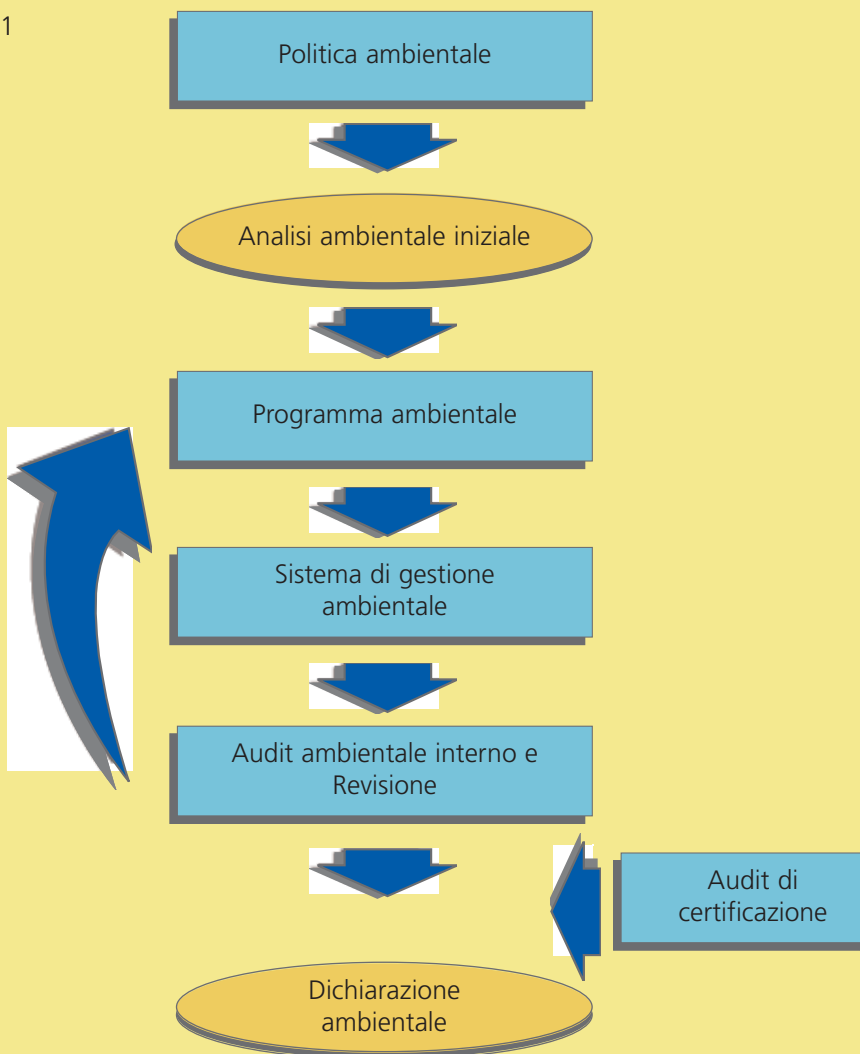 1
Politica ambientale
Analisi ambientale iniziale
Programma ambientale
Sistema di gestione
ambientale
Audit ambientale interno e
Revisione
Audit di
certificazione
Dichiarazione
ambientale